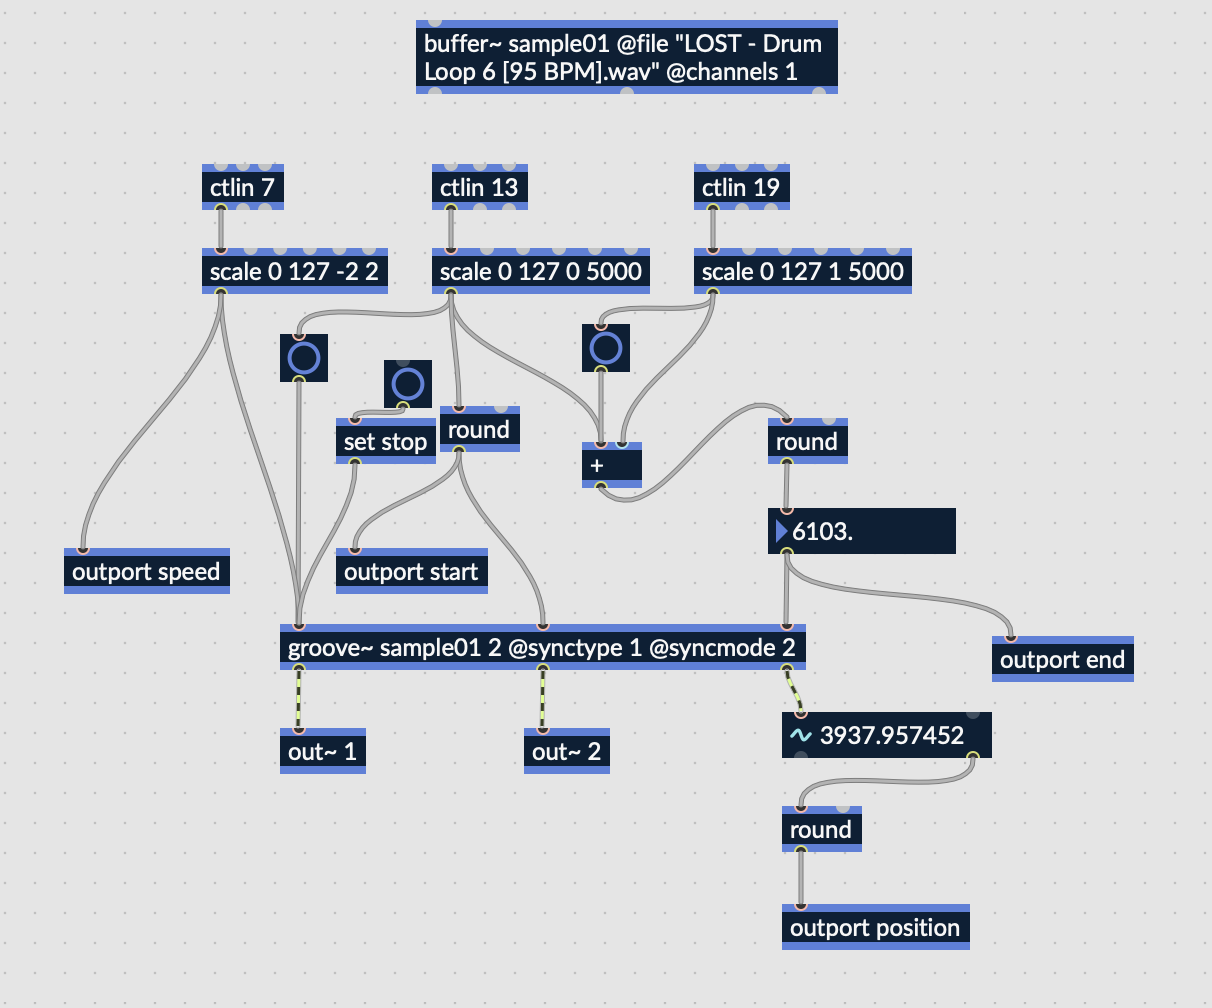 buffer~ sample01 @file "LOST - Drum
Loop 6 [95 BPM].wav" @channels 1
ctlin 7
ctlin 13
ctlin 19
scale 0 127 -2 2
scale 0 127 0 5000
scale 0 127 1 5000
set stop
round
+
round
6103.
outport speed
outport start
groove~ sample01 2 @synctype 1 @syncmode 2
outport end
out~ 1
out~ 2
3937.957452
round
outport position